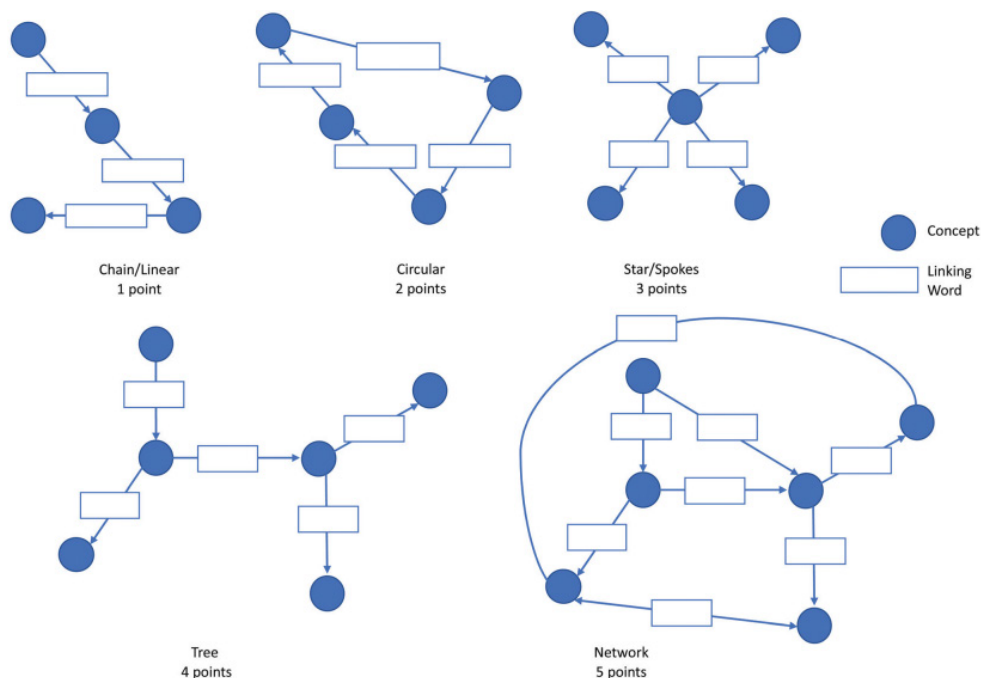 Chain/Linear
1 point
Circular
2 points
Star/Spokes
3 points
Concept
Linking
Word
Tree
4 points
Network
5 points